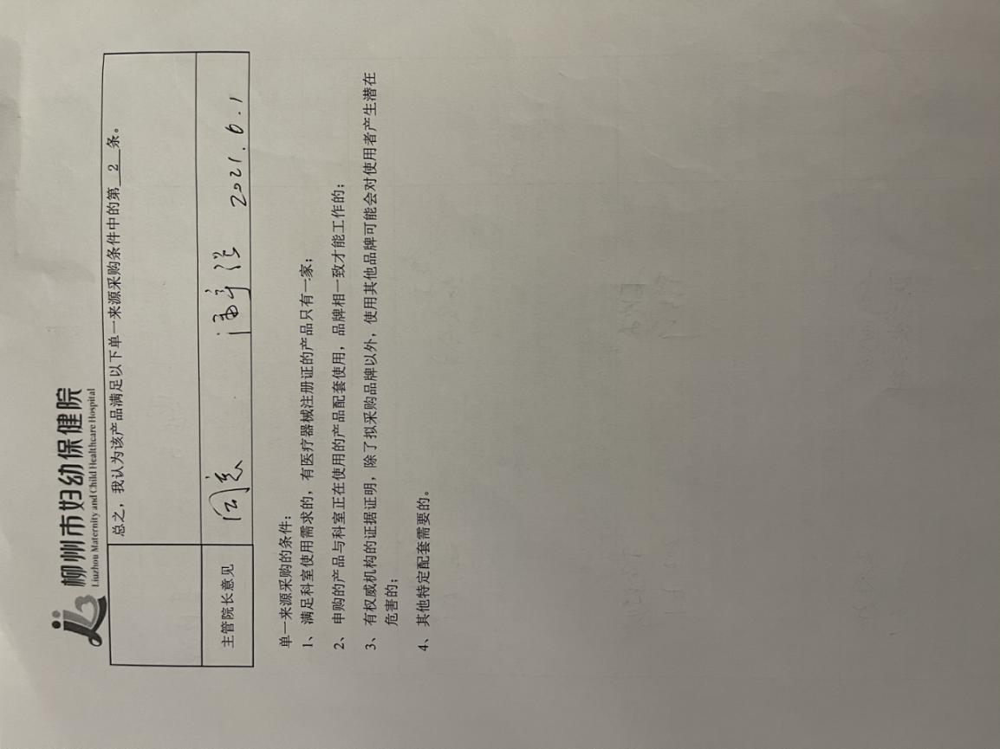 柳州市妇幼保健院
Liuzhou Maternity and Child Healthcare Hospital
总之，我认为该产品满足以下单一来源采购条件中的第 2 条。
主管院长意见
同意
2021.6.1
单一来源采购的条件：
1、满足科室使用需求的，有医疗器械注册证的产品只有一家；
2、申购的产品与科室正在使用的产品配套使用，品牌相一致才能工作的；
3、有权威机构的证据证明，除了拟采购品牌以外，使用其他品牌可能会对使用者产生潜在
危害的；
4、其他特定配套需要的。